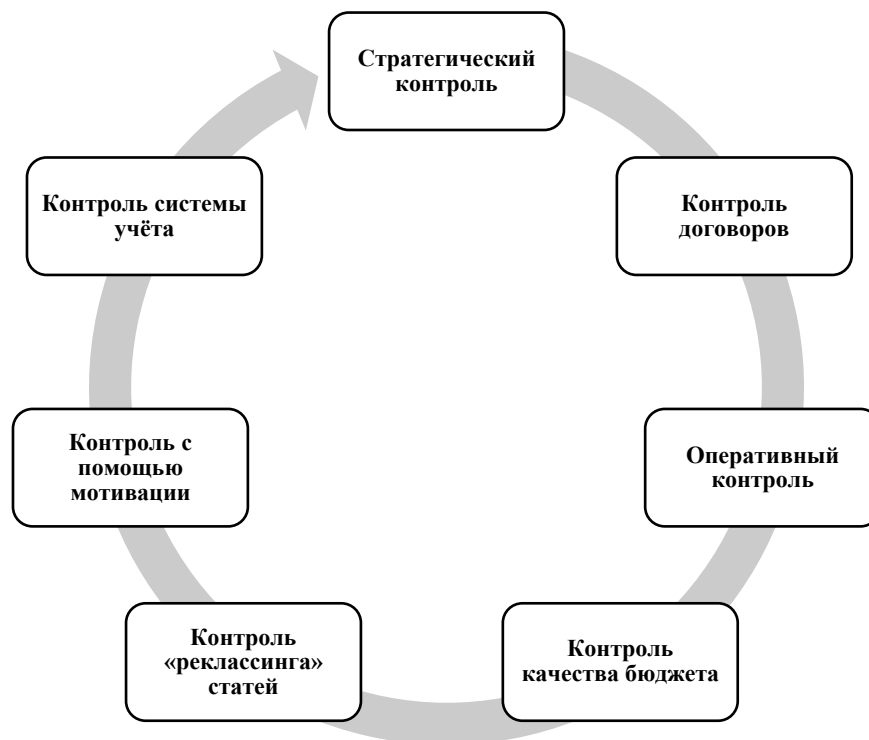 Стратегический
контроль
Контроль
договоров
Оперативный
контроль
Контроль
качества бюджета
Контроль
«реклассинга»
статей
Контроль с
помощью
мотивации
Контроль системы
учёта